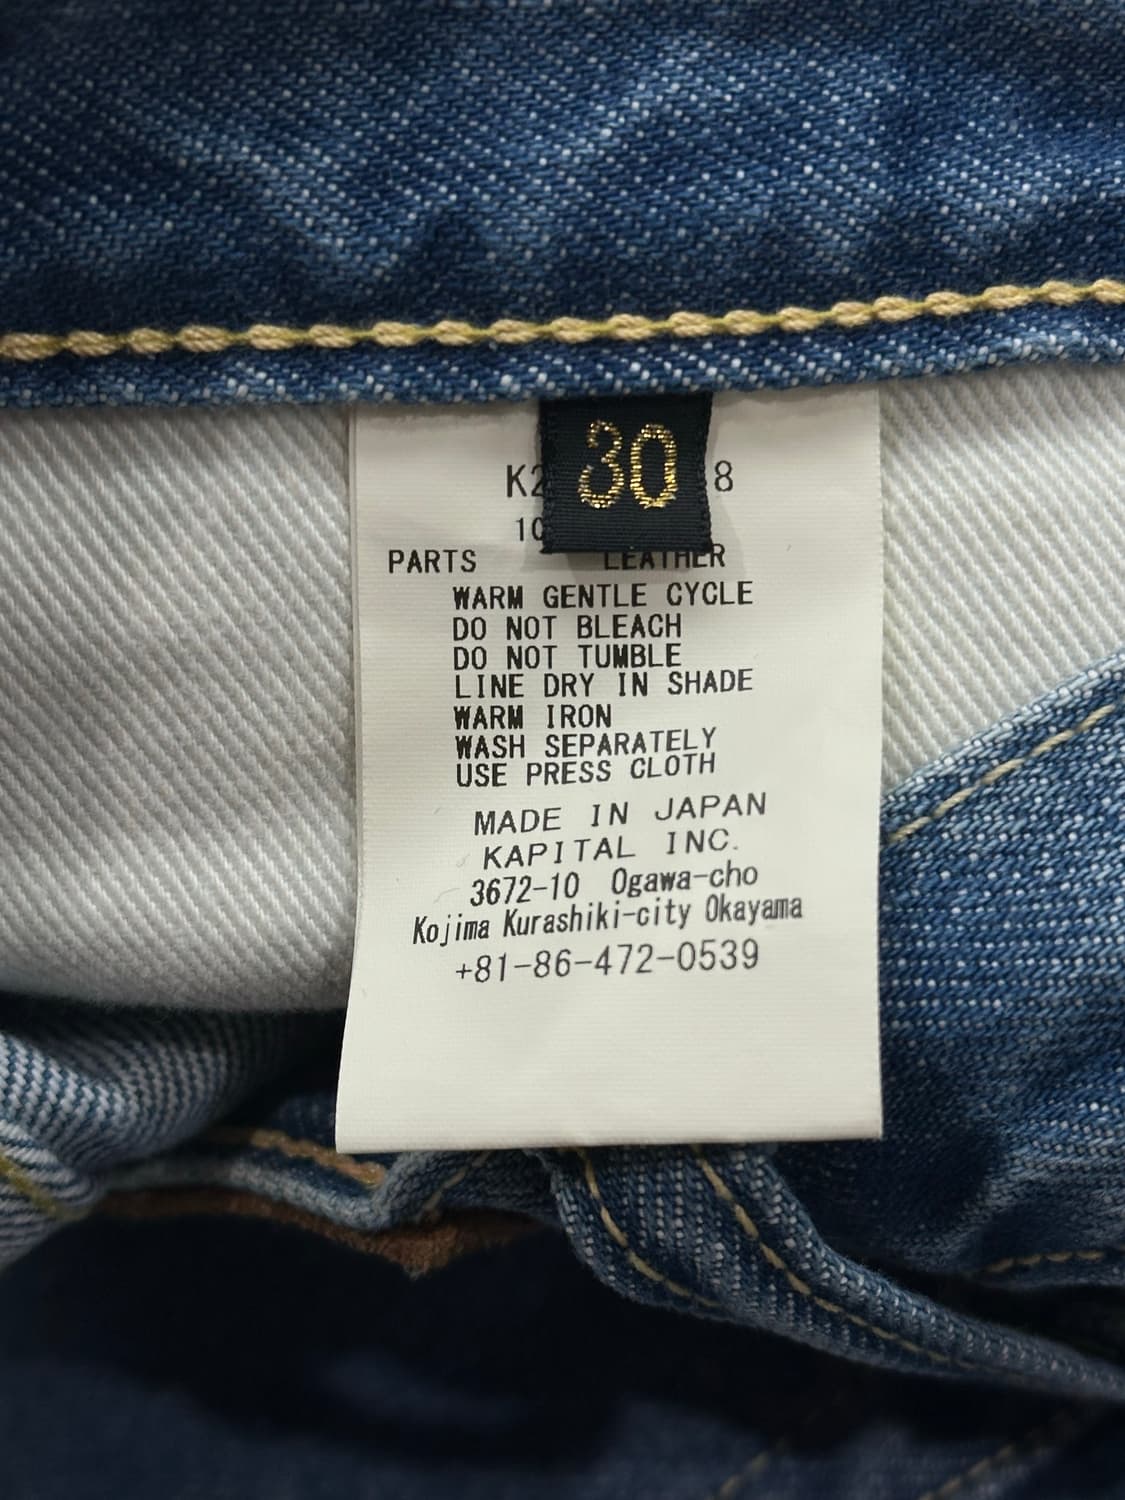 30
8
PARTS LEATHER
WARM GENTLE CYCLE
DO NOT BLEACH
DO NOT TUMBLE
LINE DRY IN SHADE
WARM IRON
WASH SEPARATELY
USE PRESS CLOTH
MADE IN JAPAN
KAPITAL INC.
3672-10 Ogawa-cho
Kojima Kurashiki-city Okayama
+81-86-472-0539